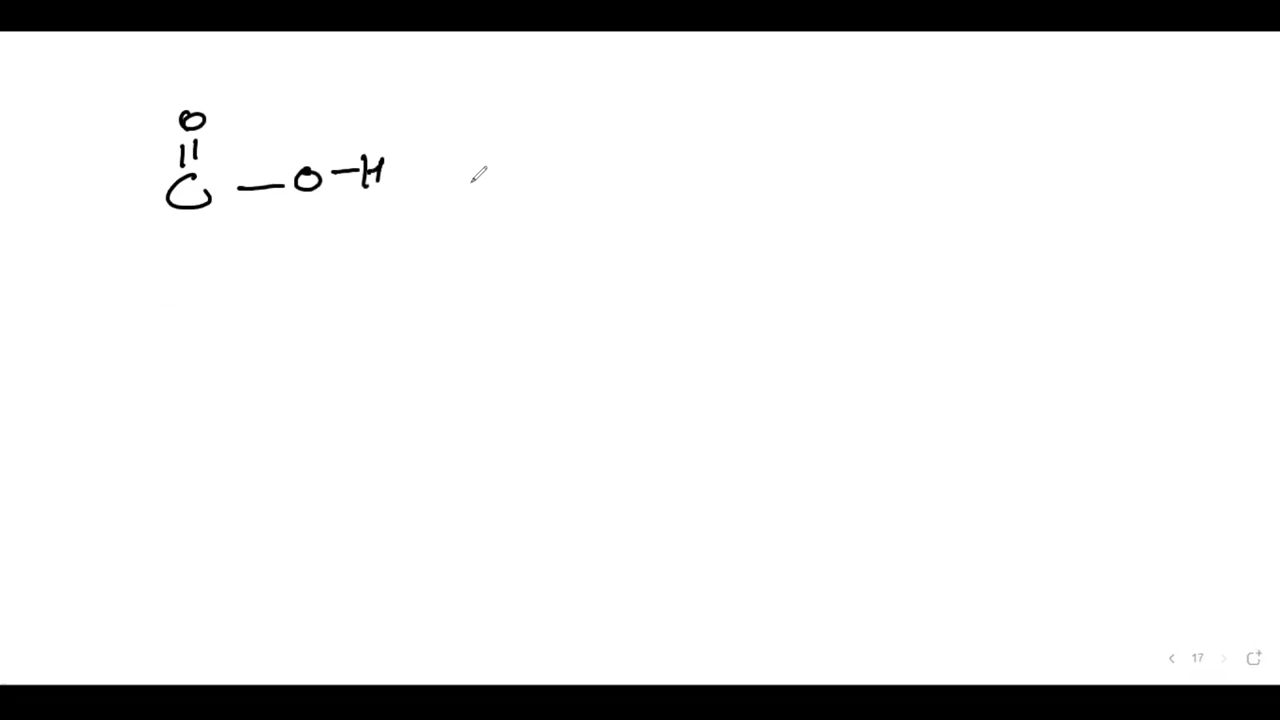 O
||
C — O – H
< 17 >